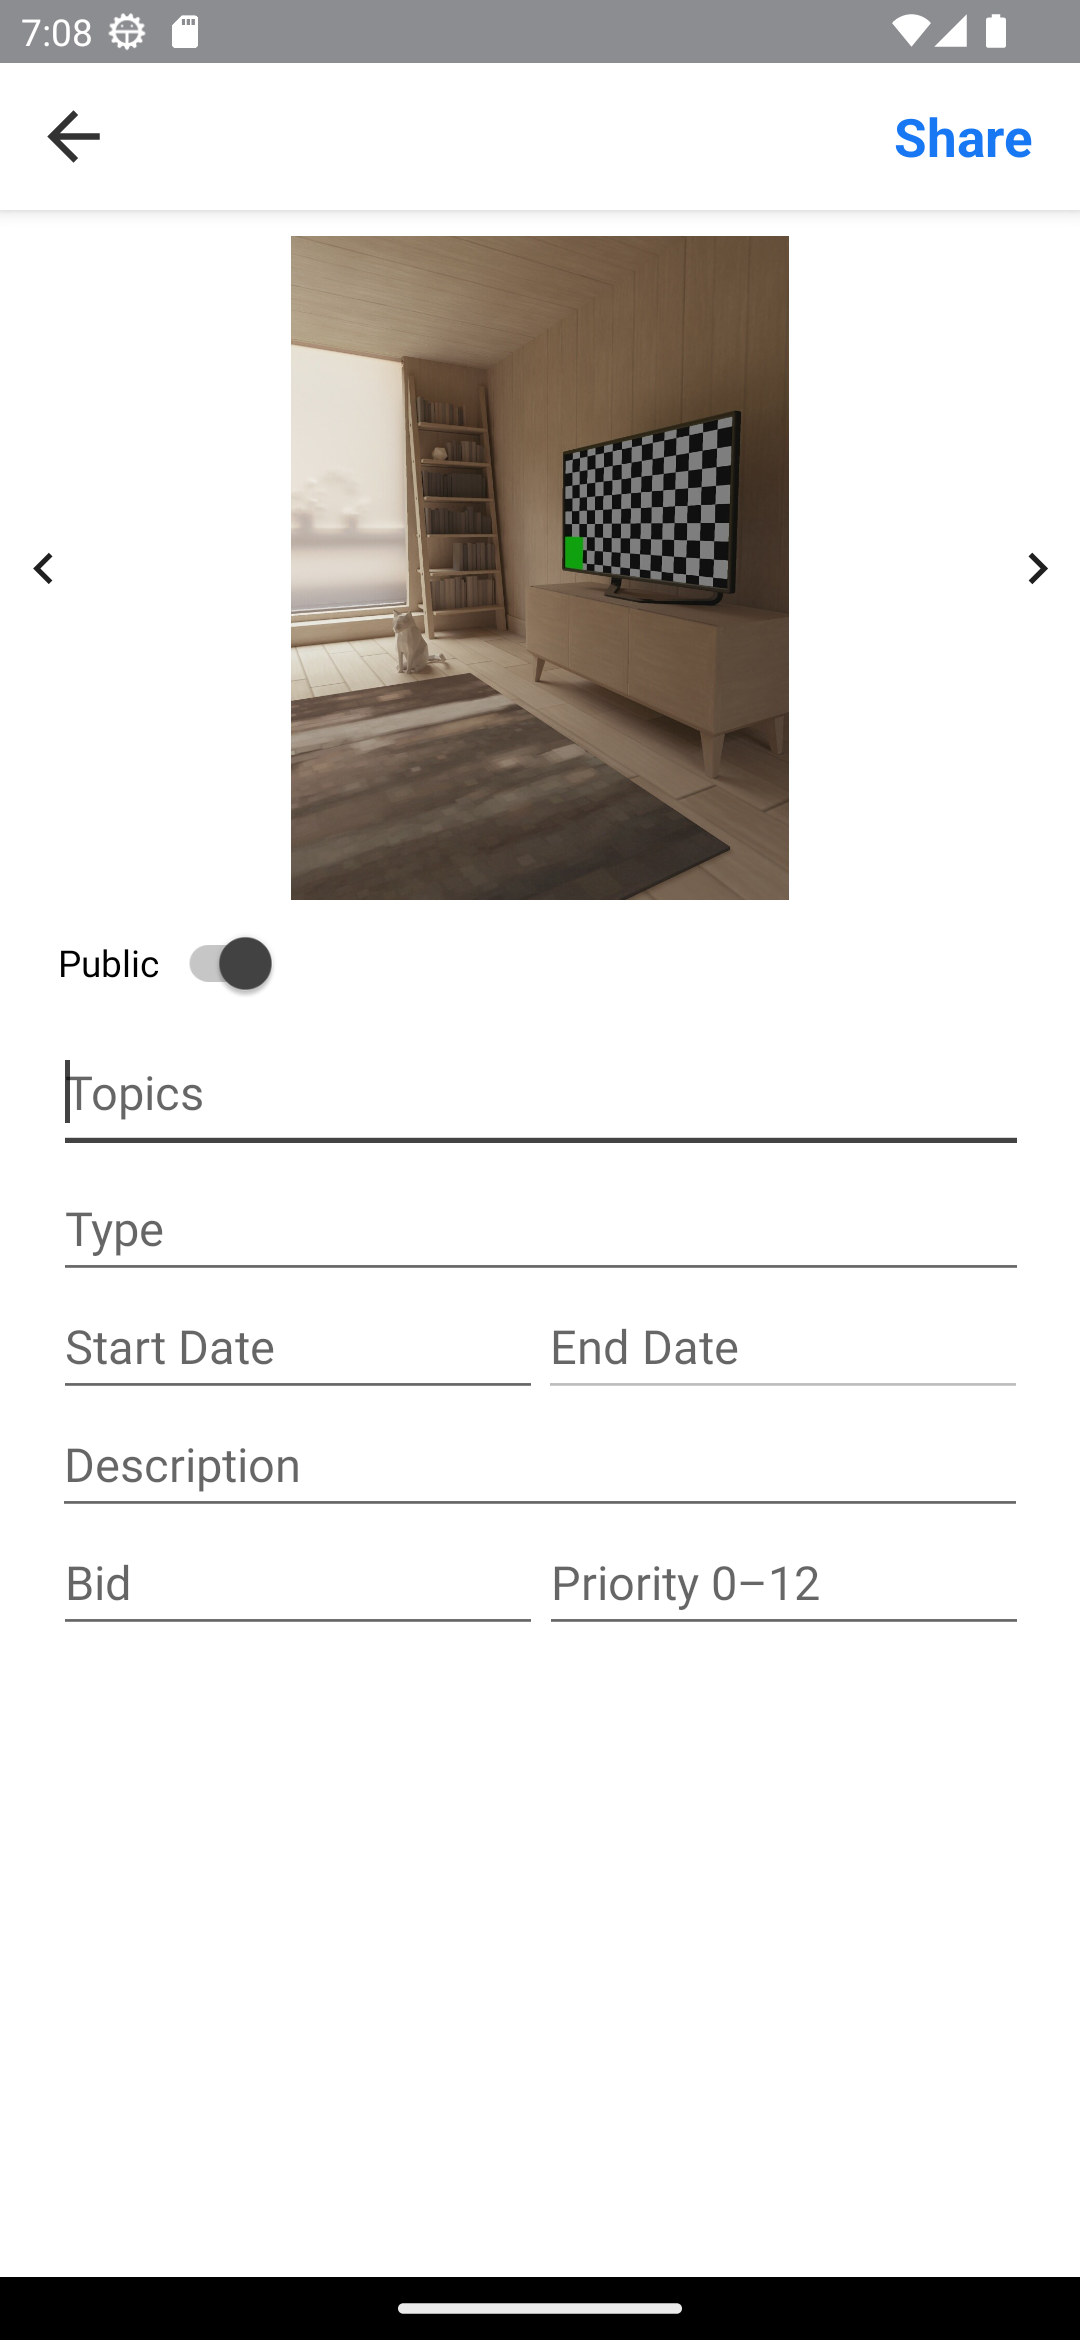 7:08
Share
Public
Topics
Type
Start Date End Date
Description
Bid Priority 0–12